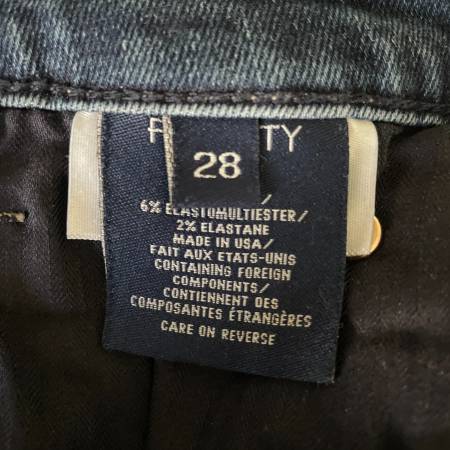 28
6% ELASTOMULTIESTER/
2% ELASTANE
MADE IN USA/
FAIT AUX ETATS-UNIS
CONTAINING FOREIGN
COMPONENTS/
CONTIENNENT DES
COMPOSANTES ÉTRANGÈRES
CARE ON REVERSE